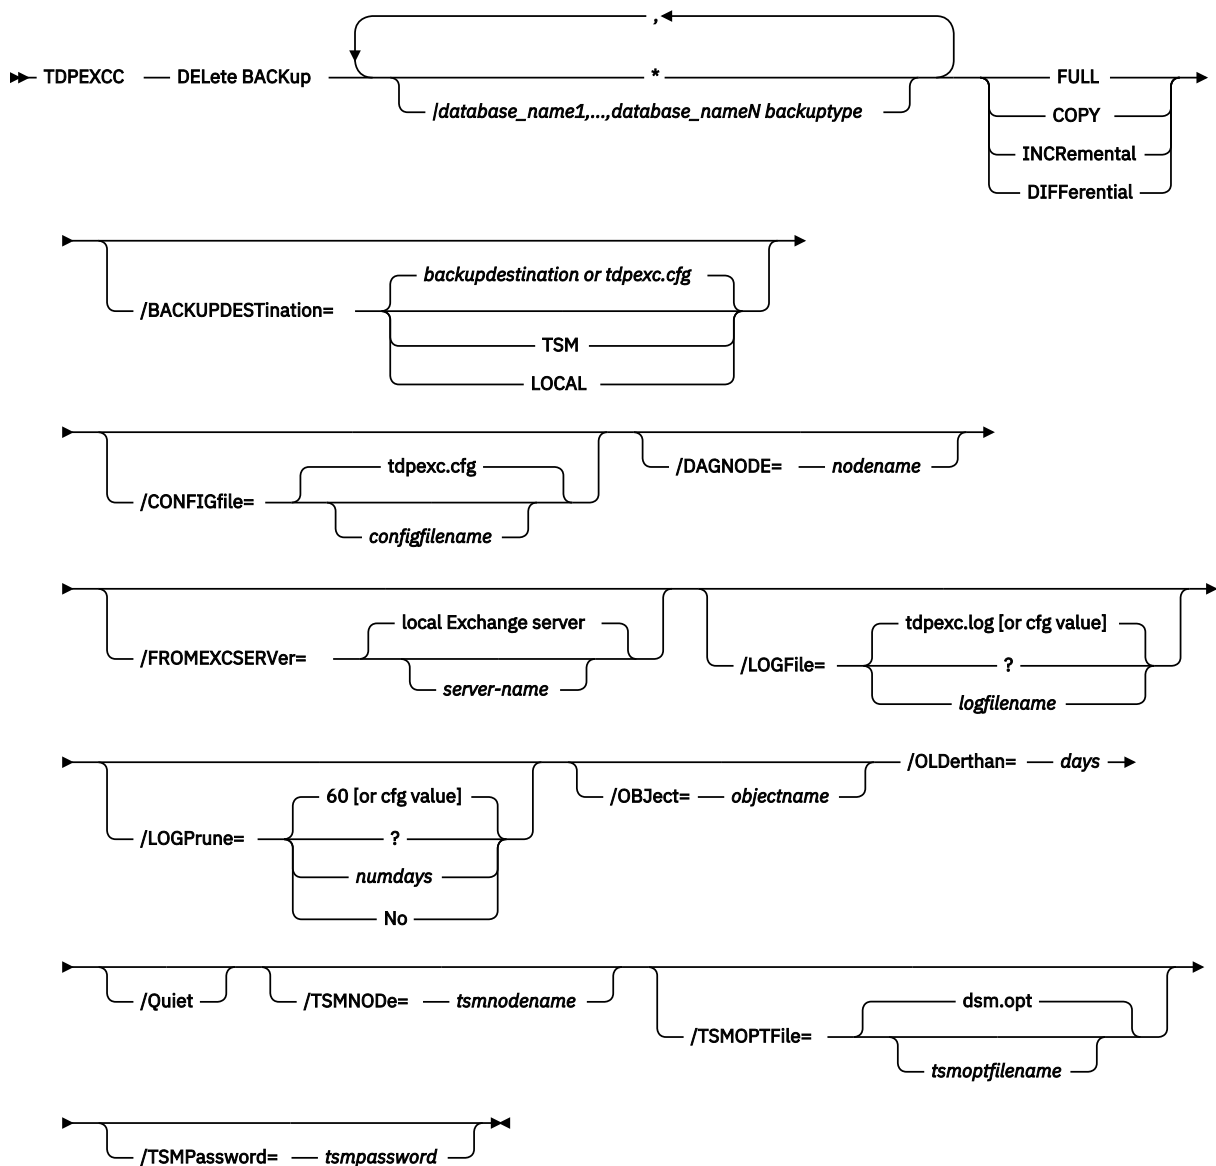 ,
TDPEXCC DELete BACKup * FULL
|database_name1,...,database_nameN backuptype COPY
INCRemental
DIFFerential
backupdestination or tdpexc.cfg
/BACKUPDESTination=
TSM
LOCAL
tdpexc.cfg /DAGNODE= nodename
/CONFIGfile=
configfilename
local Exchange server tdpexc.log [or cfg value]
/FROMEXCSERVer= /LOGFile= ?
server-name logfilename
/OLDerthan= days
60 [or cfg value] /OBJect= objectname
/LOGPrune= ?
numdays
No
/Quiet /TSMNODe= tsmnodename dsm.opt
/TSMOPTFile=
tsmoptfilename
/TSMPassword= tsmpassword